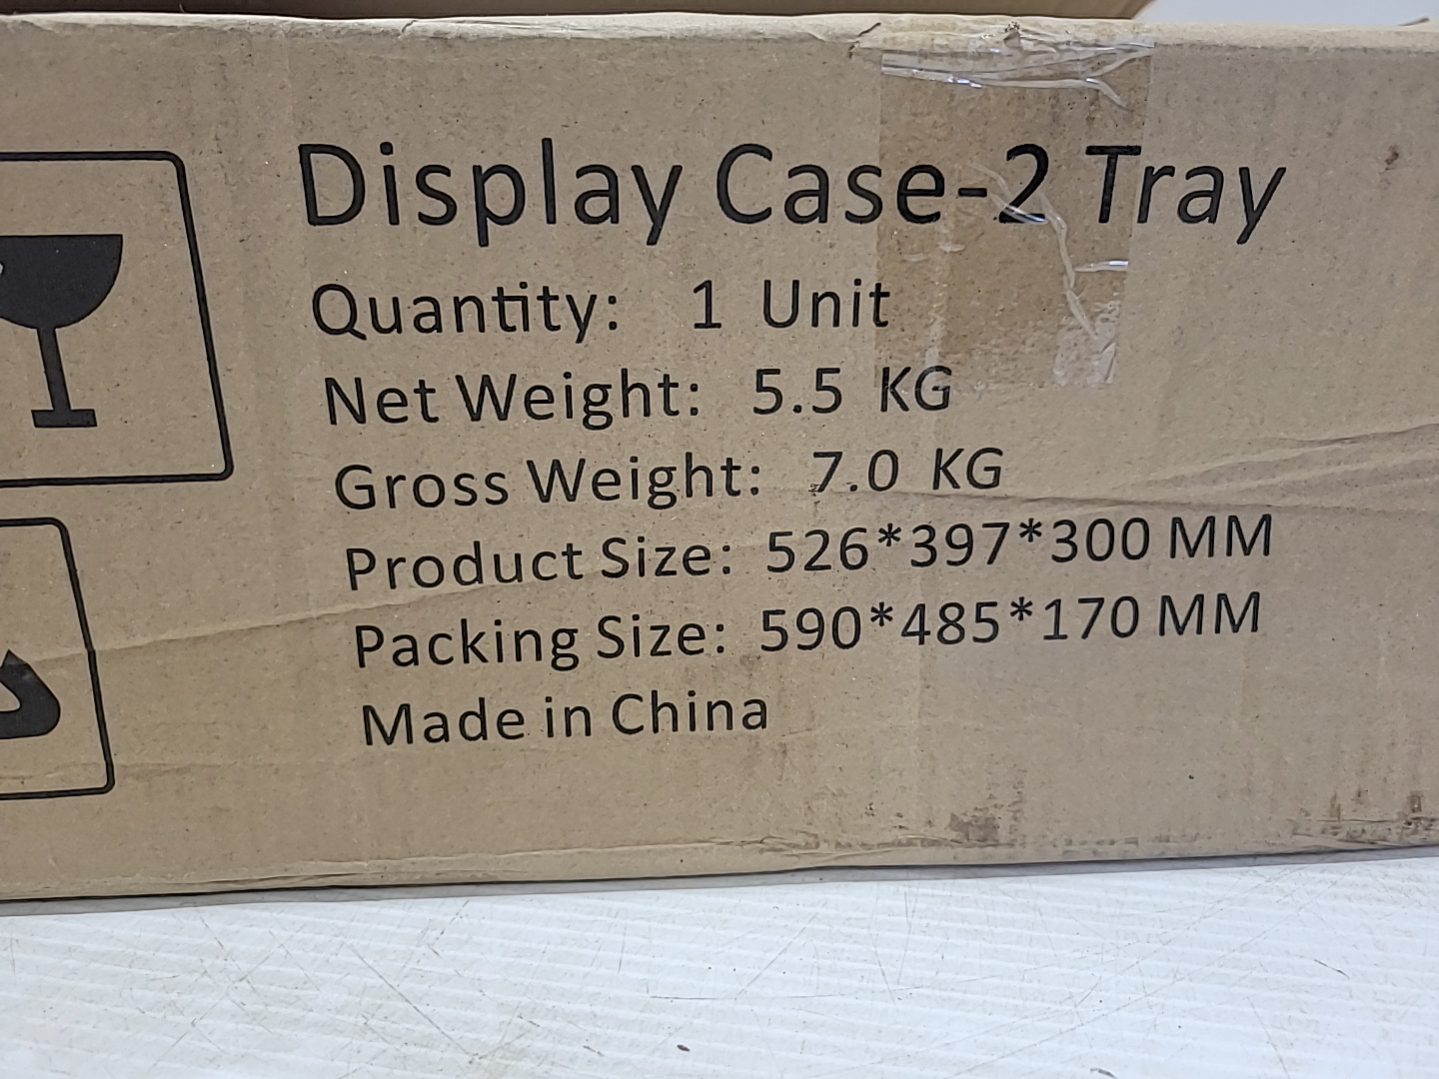 Display Case-2 Tray
Quantity: 1 Unit
Net Weight: 5.5 KG
Gross Weight: 7.0 KG
Product Size: 526*397*300 MM
Packing Size: 590*485*170 MM
Made in China